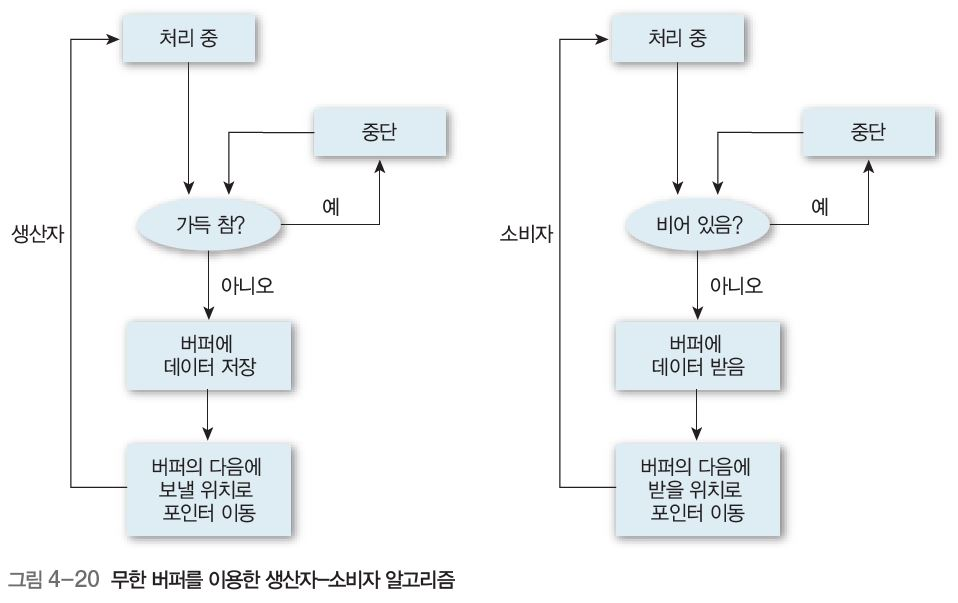 처리 중
중단
예
생산자
가득 참?
아니오
버퍼에
데이터 저장
버퍼의 다음에
보낼 위치로
포인터 이동
처리 중
중단
예
소비자
비어 있음?
아니오
버퍼에
데이터 받음
버퍼의 다음에
받을 위치로
포인터 이동
그림 4-20 무한 버퍼를 이용한 생산자-소비자 알고리즘